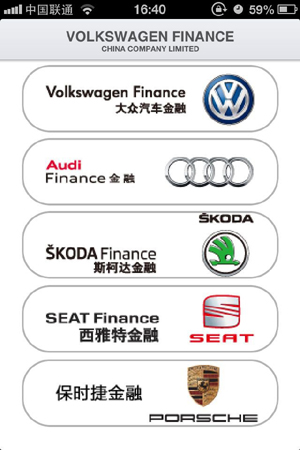 中国联通 16:40 59%
VOLKSWAGEN FINANCE
CHINA COMPANY LIMITED
Volkswagen Finance
大众汽车金融
Audi
Finance 金融
ŠKODA
ŠKODA Finance
斯柯达金融
SEAT Finance
西雅特金融
SEAT
保时捷金融
PORSCHE